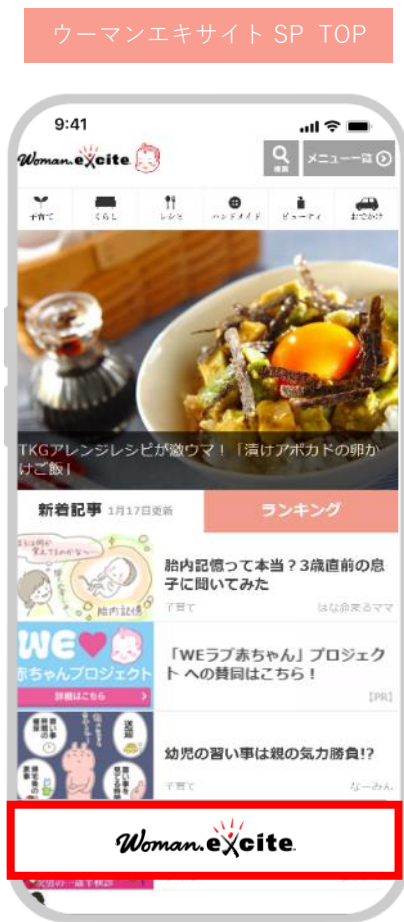 ウーマンエキサイト SP TOP
9:41
Woman.eXcite
検索
メニュー一覧
子育て
くらし
レシピ
ハンドメイド
ビューティ
おでかけ
TKGアレンジレシピが激ウマ！「漬けアボカドの卵か
けご飯」
新着記事 1月17日更新
ランキング
胎内記憶
胎内記憶って本当？3歳直前の息
子に聞いてみた
子育て
はなゆまるママ
WE
赤ちゃんプロジェクト
詳細はこちら
「WEラブ赤ちゃん」プロジェク
トへの賛同はこちら！
[PR]
送迎
幼児の習い事は親の気力勝負!?
子育て
なーみん
Woman.eXcite